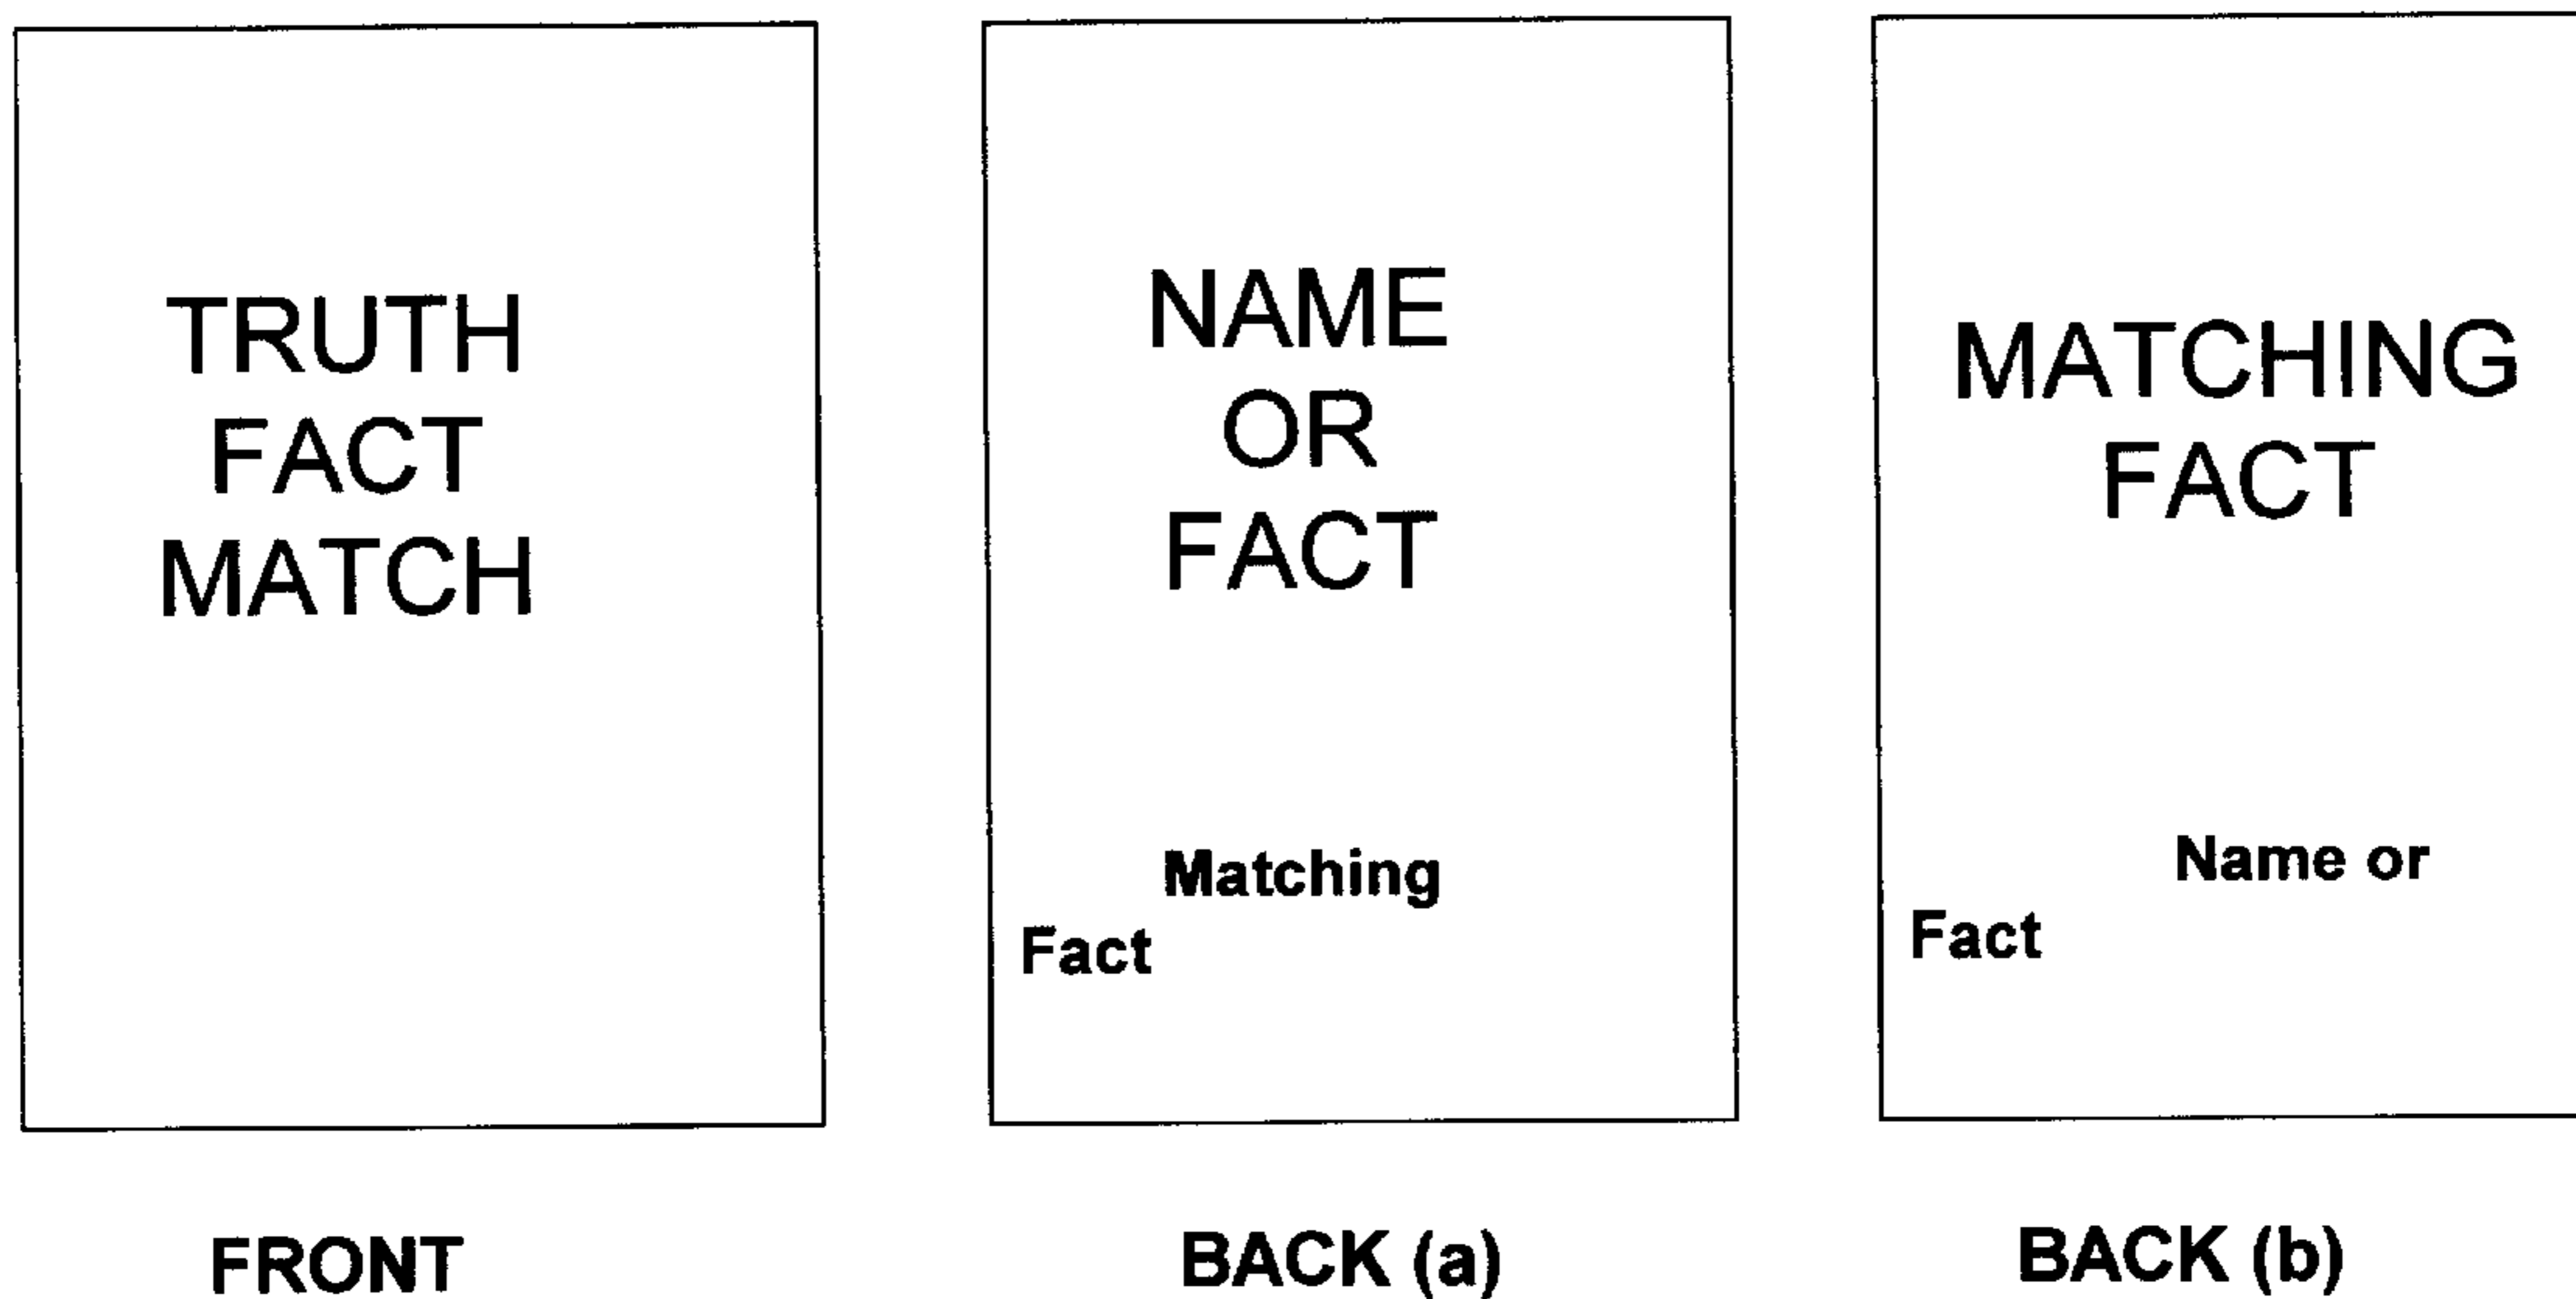 TRUTH
FACT
MATCH
FRONT
NAME
OR
FACT
Matching
Fact
BACK (a)
MATCHING
FACT
Name or
Fact
BACK (b)